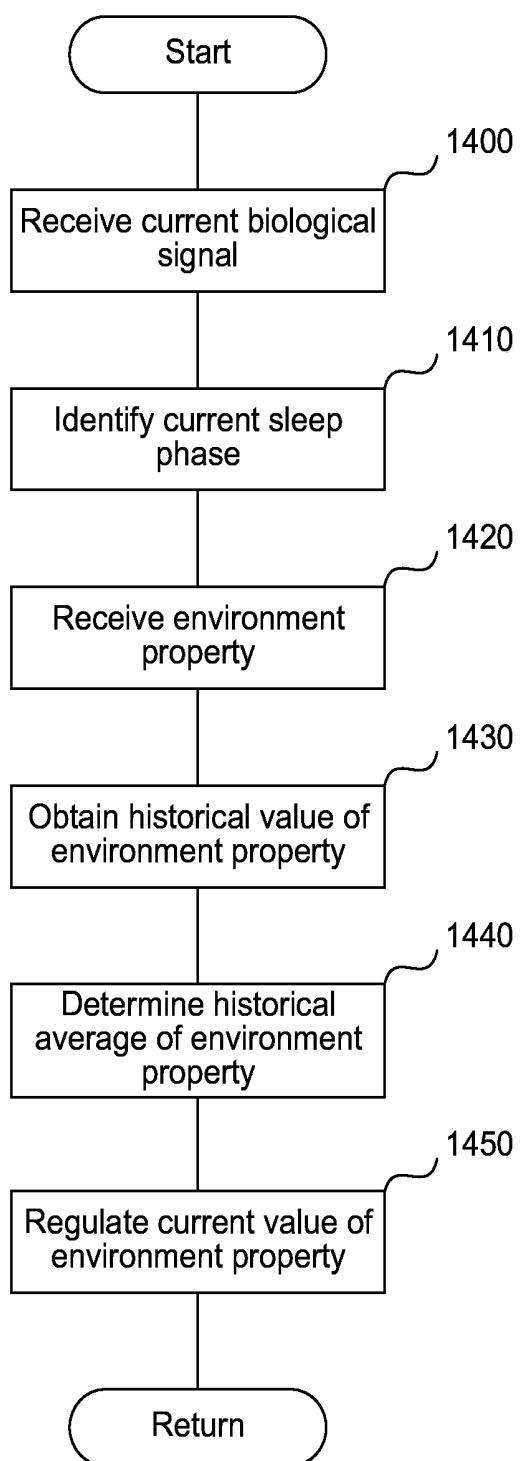 Start
1400
Receive current biological
signal
1410
Identify current sleep
phase
1420
Receive environment
property
1430
Obtain historical value of
environment property
1440
Determine historical
average of environment
property
1450
Regulate current value of
environment property
Return